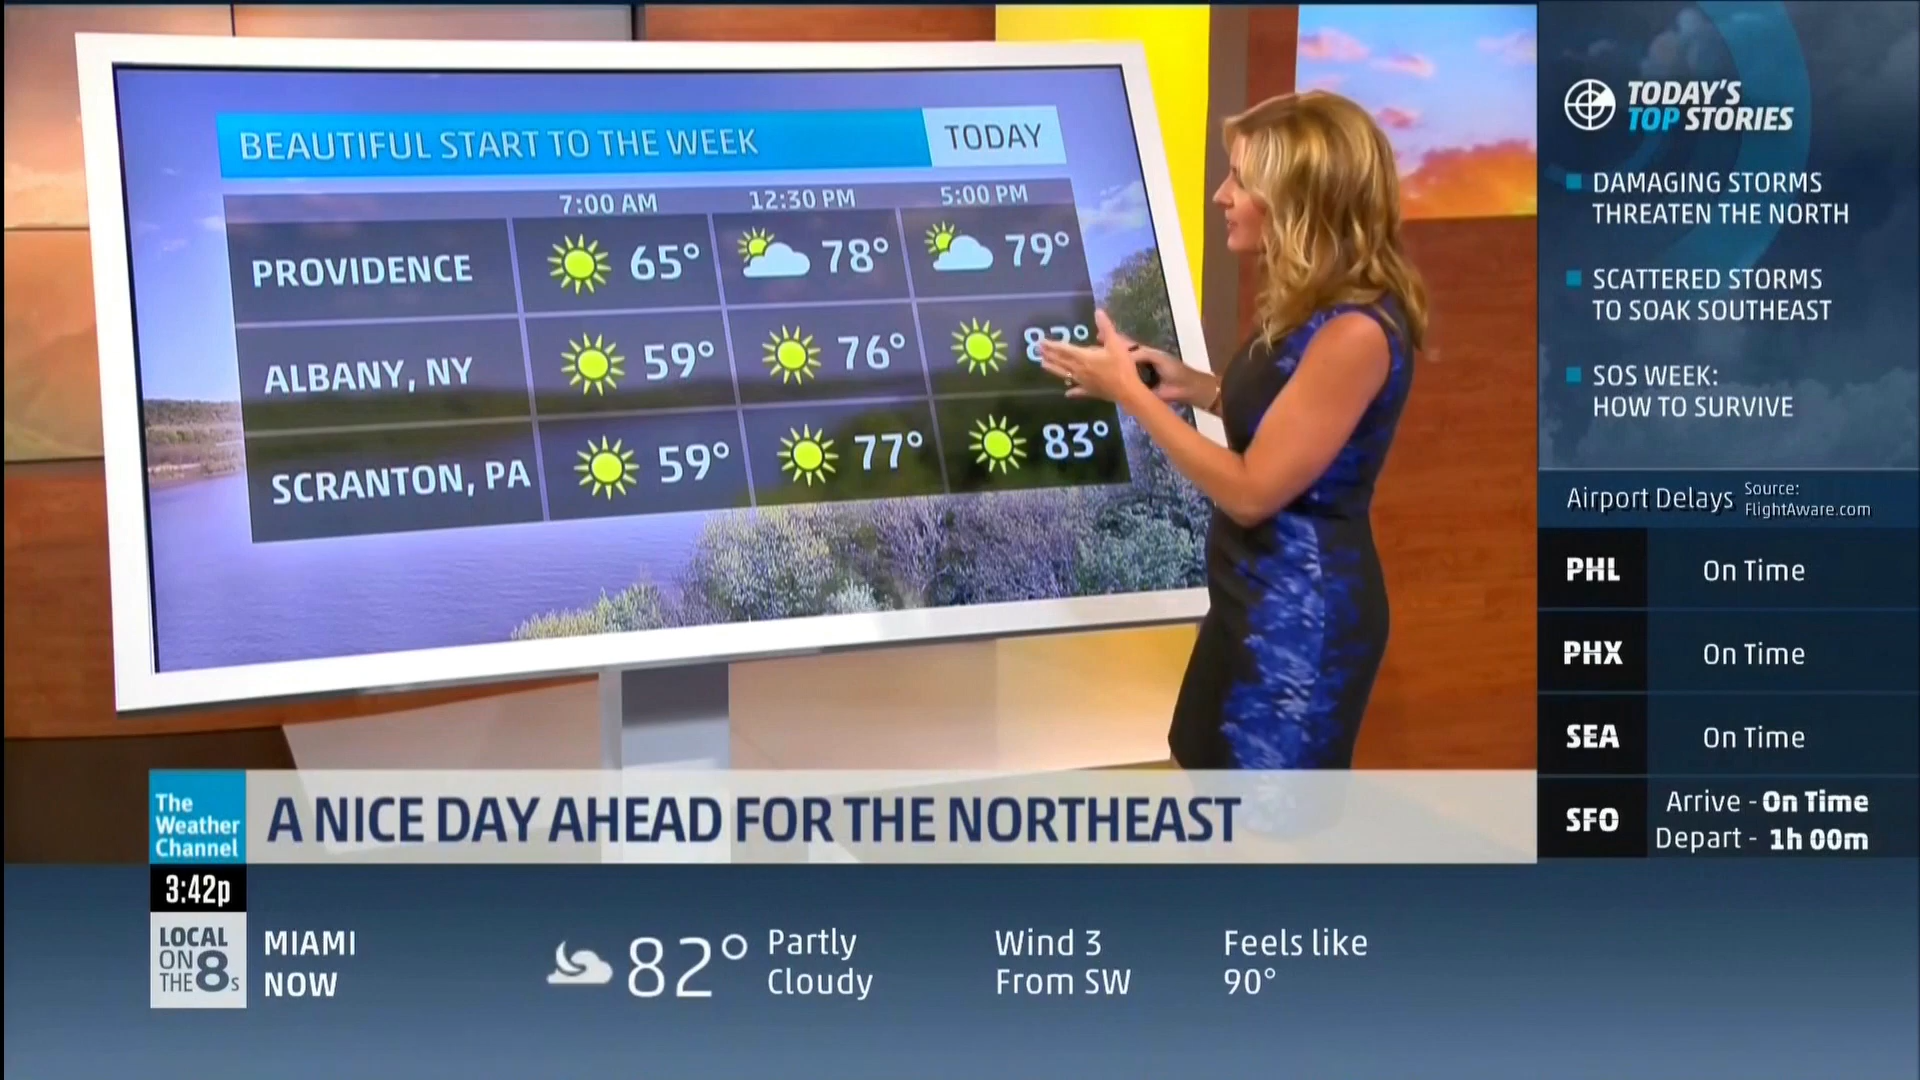 BEAUTIFUL START TO THE WEEK TODAY
7:00 AM 12:30 PM 5:00 PM
PROVIDENCE 65° 78° 79°
ALBANY, NY 59° 76°
SCRANTON, PA 59° 77° 83°
TODAY'S
TOP STORIES
DAMAGING STORMS
THREATEN THE NORTH
SCATTERED STORMS
TO SOAK SOUTHEAST
SOS WEEK:
HOW TO SURVIVE
Airport Delays Source:
FlightAware.com
PHL On Time
PHX On Time
SEA On Time
SFO Arrive - On Time
Depart - 1h 00m
The
Weather
Channel
A NICE DAY AHEAD FOR THE NORTHEAST
3:42p
LOCAL
ON
THE 8s
MIAMI
NOW
82°
Partly
Cloudy
Wind 3
From SW
Feels like
90°